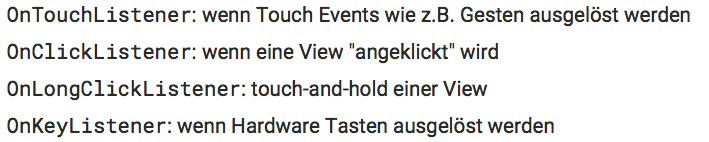 OnTouchListener: wenn Touch Events wie z.B. Gesten ausgelöst werden
OnClickListener: wenn eine View "angeklickt" wird
OnLongClickListener: touch-and-hold einer View
OnKeyListener: wenn Hardware Tasten ausgelöst werden